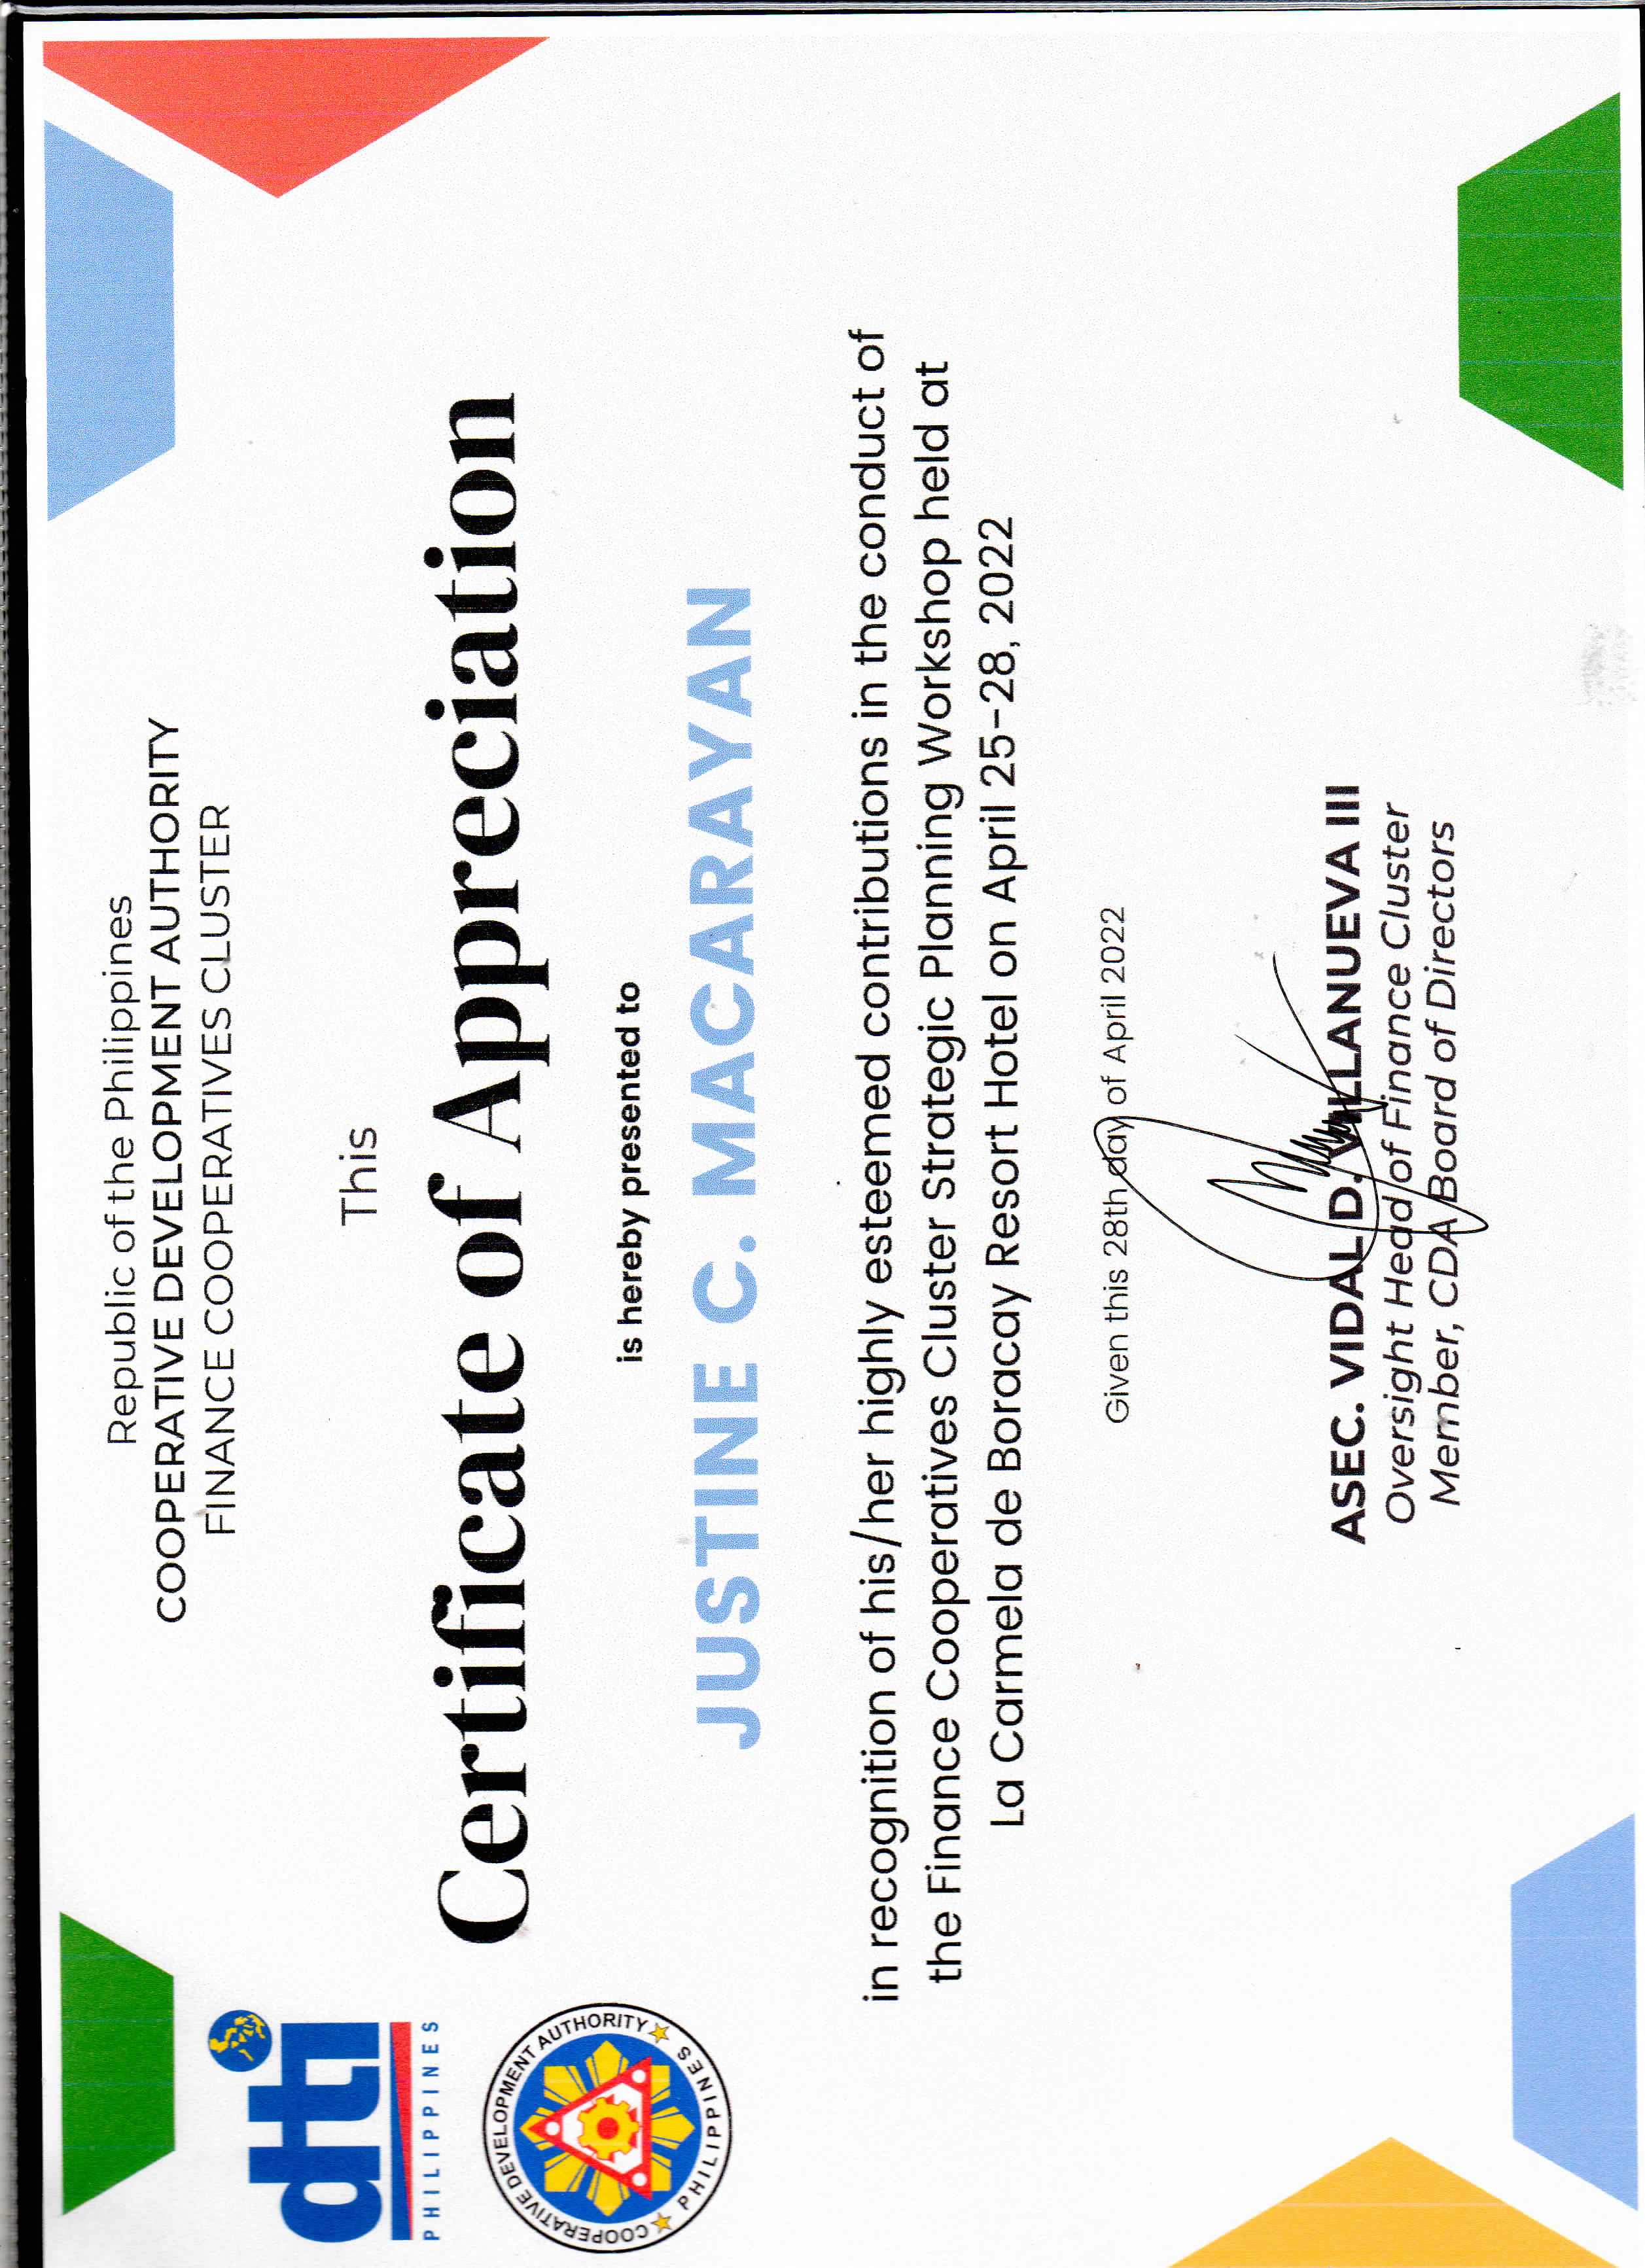 Republic of the Philippines
COOPERATIVE DEVELOPMENT AUTHORITY
FINANCE COOPERATIVES CLUSTER
dti
PHILIPPINES
COOPERATIVE DEVELOPMENT AUTHORITY
PHILIPPINES
This
Certificate of Appreciation
is hereby presented to
JUSTINE C. MACARAYAN
in recognition of his/her highly esteemed contributions in the conduct of
the Finance Cooperatives Cluster Strategic Planning Workshop held at
La Carmela de Boracay Resort Hotel on April 25-28, 2022
Given this 28th day of April 2022
ASEC. VIDAL D. VILLANUEVA III
Oversight Head of Finance Cluster
Member, CDA Board of Directors